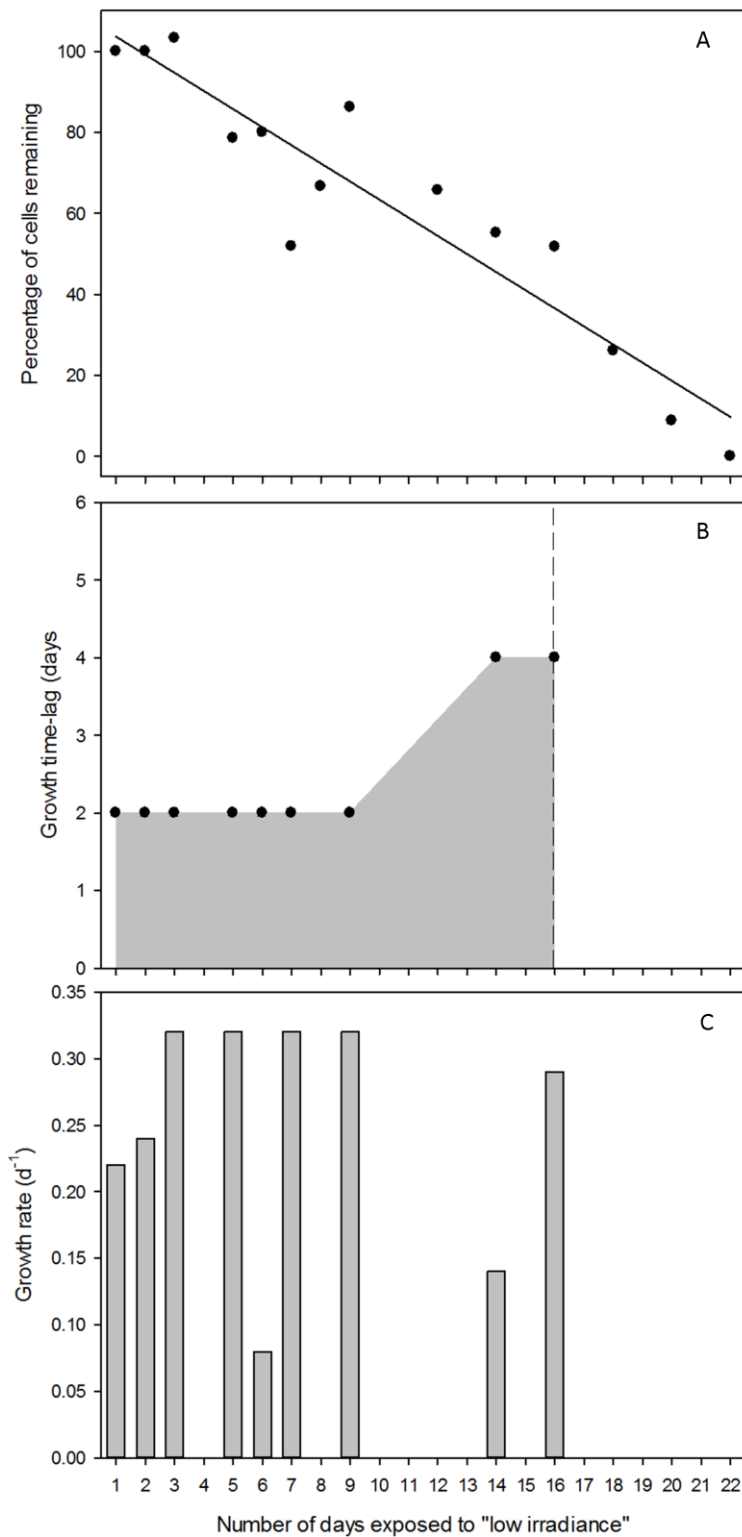 A
100
80
60
40
20
0
Percentage of cells remaining
B
6
5
4
3
2
1
0
Growth time-lag (days
C
0.35
0.30
0.25
0.20
0.15
0.10
0.05
0.00
Growth rate (d⁻¹)
1 2 3 4 5 6 7 8 9 10 11 12 13 14 15 16 17 18 19 20 21 22
Number of days exposed to "low irradiance"